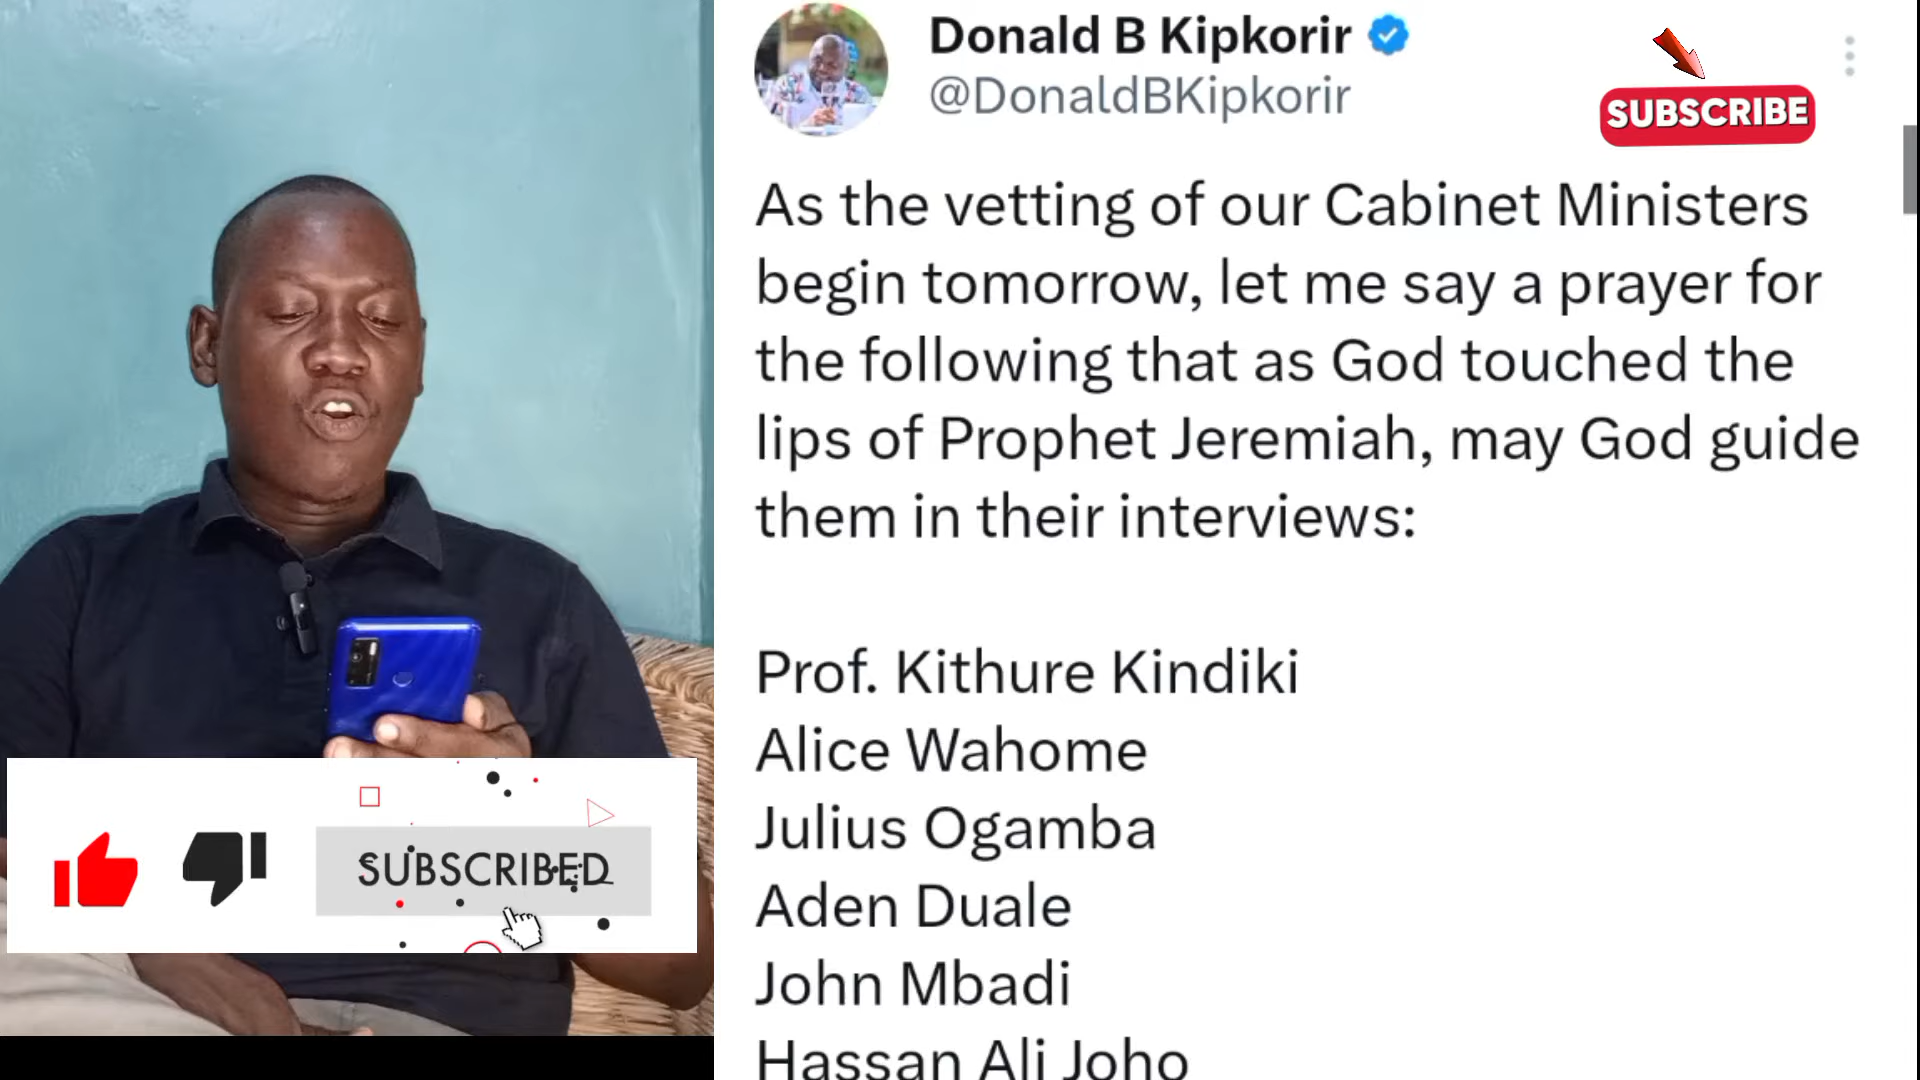 Donald B Kipkorir
@DonaldBKipkorir
SUBSCRIBE
As the vetting of our Cabinet Ministers
begin tomorrow, let me say a prayer for
the following that as God touched the
lips of Prophet Jeremiah, may God guide
them in their interviews:
Prof. Kithure Kindiki
Alice Wahome
Julius Ogamba
Aden Duale
John Mbadi
Hassan Ali Joho
SUBSCRIBED